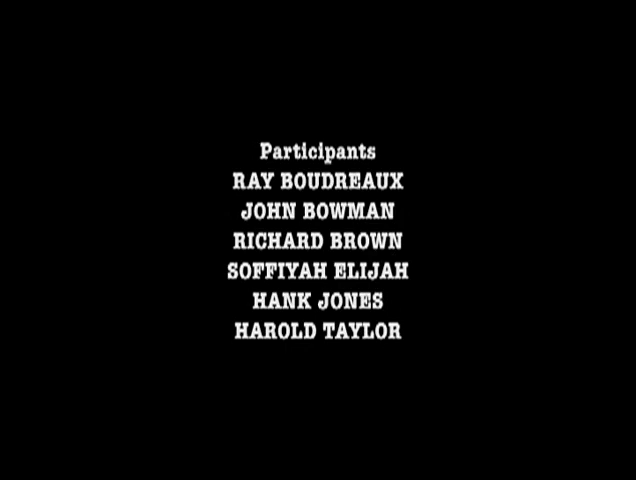 Participants
RAY BOUDREAUX
JOHN BOWMAN
RICHARD BROWN
SOFFIYAH ELIJAH
HANK JONES
HAROLD TAYLOR